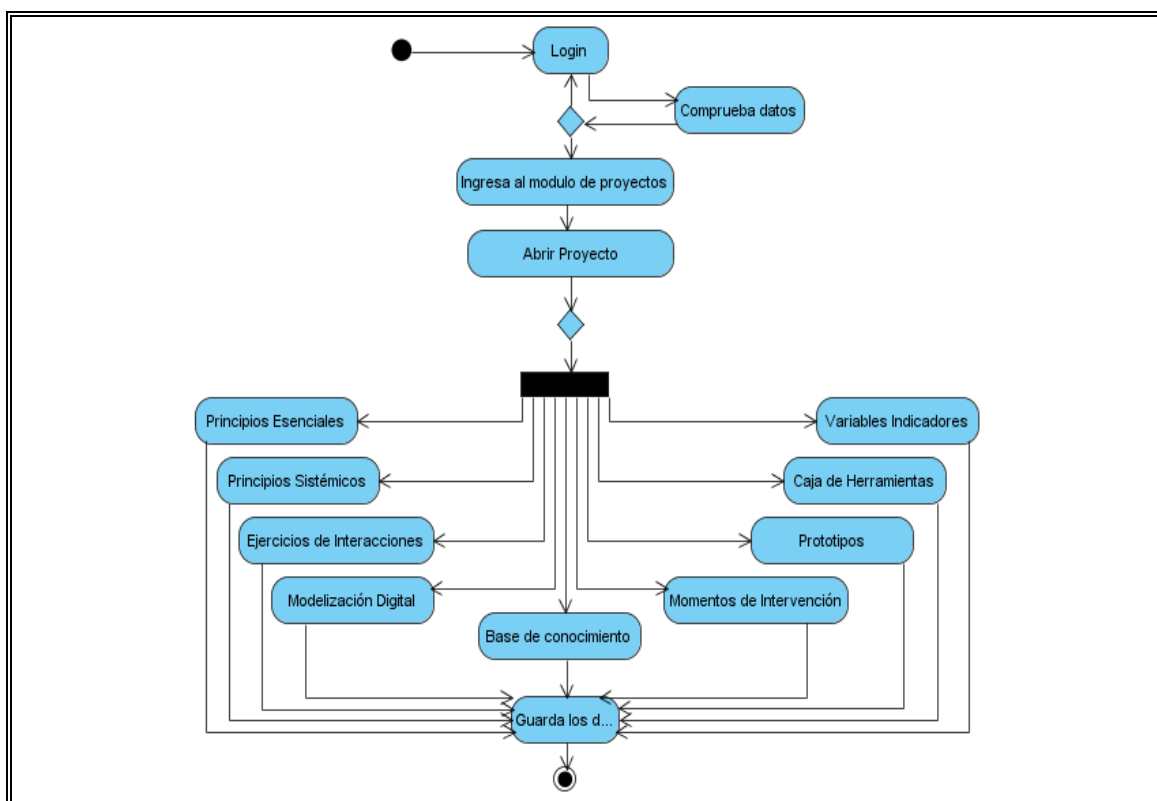 Login
Comprueba datos
Ingresa al modulo de proyectos
Abrir Proyecto
Principios Esenciales
Variables Indicadores
Principios Sistémicos
Caja de Herramientas
Ejercicios de Interacciones
Prototipos
Modelización Digital
Momentos de Intervención
Base de conocimiento
Guarda los d...